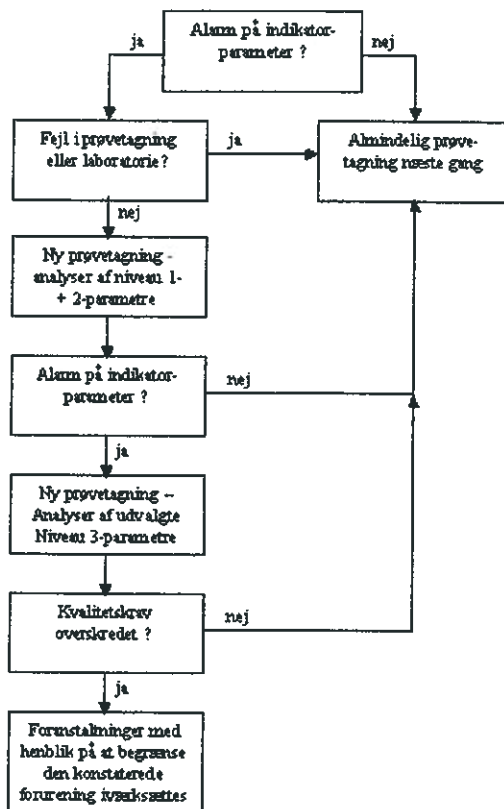 Alarm på indikator-
parameter ?
ja
nej
Fejl i prøvetagning
eller laboratorie ?
ja
Almindelig prøve-
tagning næste gang
nej
Ny prøvetagning -
analyser af niveau 1-
+ 2-parametre
Alarm på indikator-
parameter ?
nej
ja
Ny prøvetagning –
Analyser af udvalgte
Niveau 3-parametre
Kvalitetskrav
overskredet ?
nej
ja
Foranstaltninger med
henblik på at begrænse
den konstaterede
forurening iværksættes